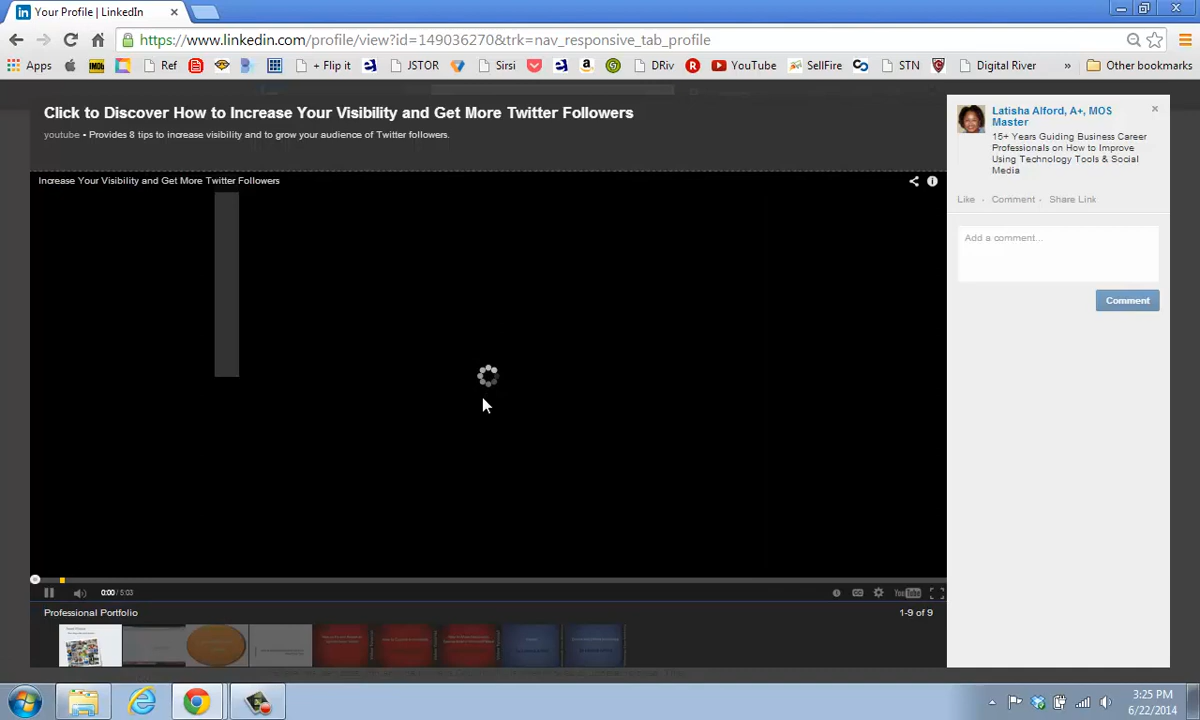 Your Profile | LinkedIn
https://www.linkedin.com/profile/view?id=149036270&trk=nav_responsive_tab_profile
Apps
Ref
+ Flip it
JSTOR
Sirsi
DRiv
YouTube
SellFire
STN
Digital River
»
Other bookmarks
Click to Discover How to Increase Your Visibility and Get More Twitter Followers
youtube • Provides 8 tips to increase visibility and to grow your audience of Twitter followers.
Increase Your Visibility and Get More Twitter Followers
Latisha Alford, A+, MOS
Master
15+ Years Guiding Business Career
Professionals on How to Improve
Using Technology Tools & Social
Media
Like · Comment · Share Link
Add a comment...
Comment
0:00 / 5:03
YouTube
Professional Portfolio
1-9 of 9
3:25 PM
6/22/2014